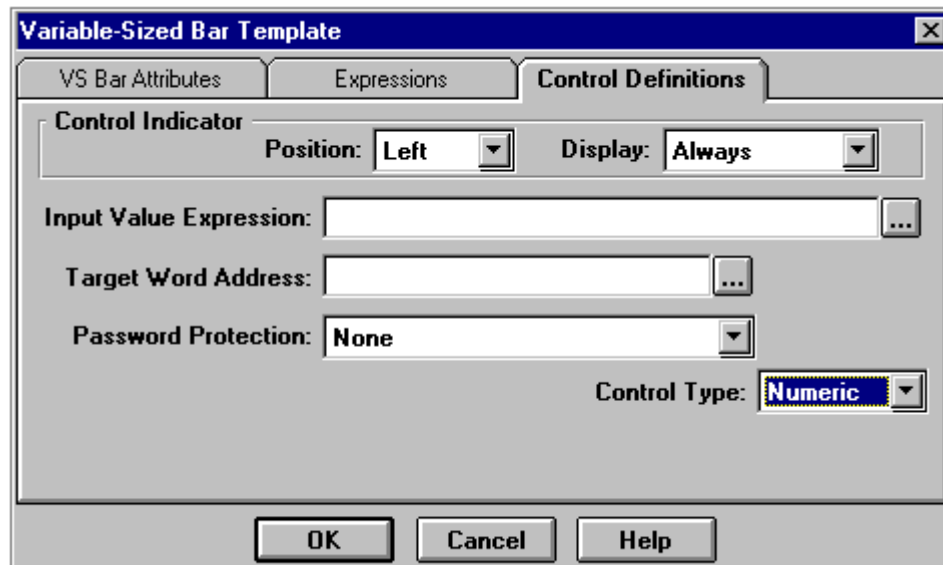 Variable-Sized Bar Template
VS Bar Attributes Expressions Control Definitions
Control Indicator
Position: Left Display: Always
Input Value Expression: ...
Target Word Address: ...
Password Protection: None
Control Type: Numeric
OK Cancel Help